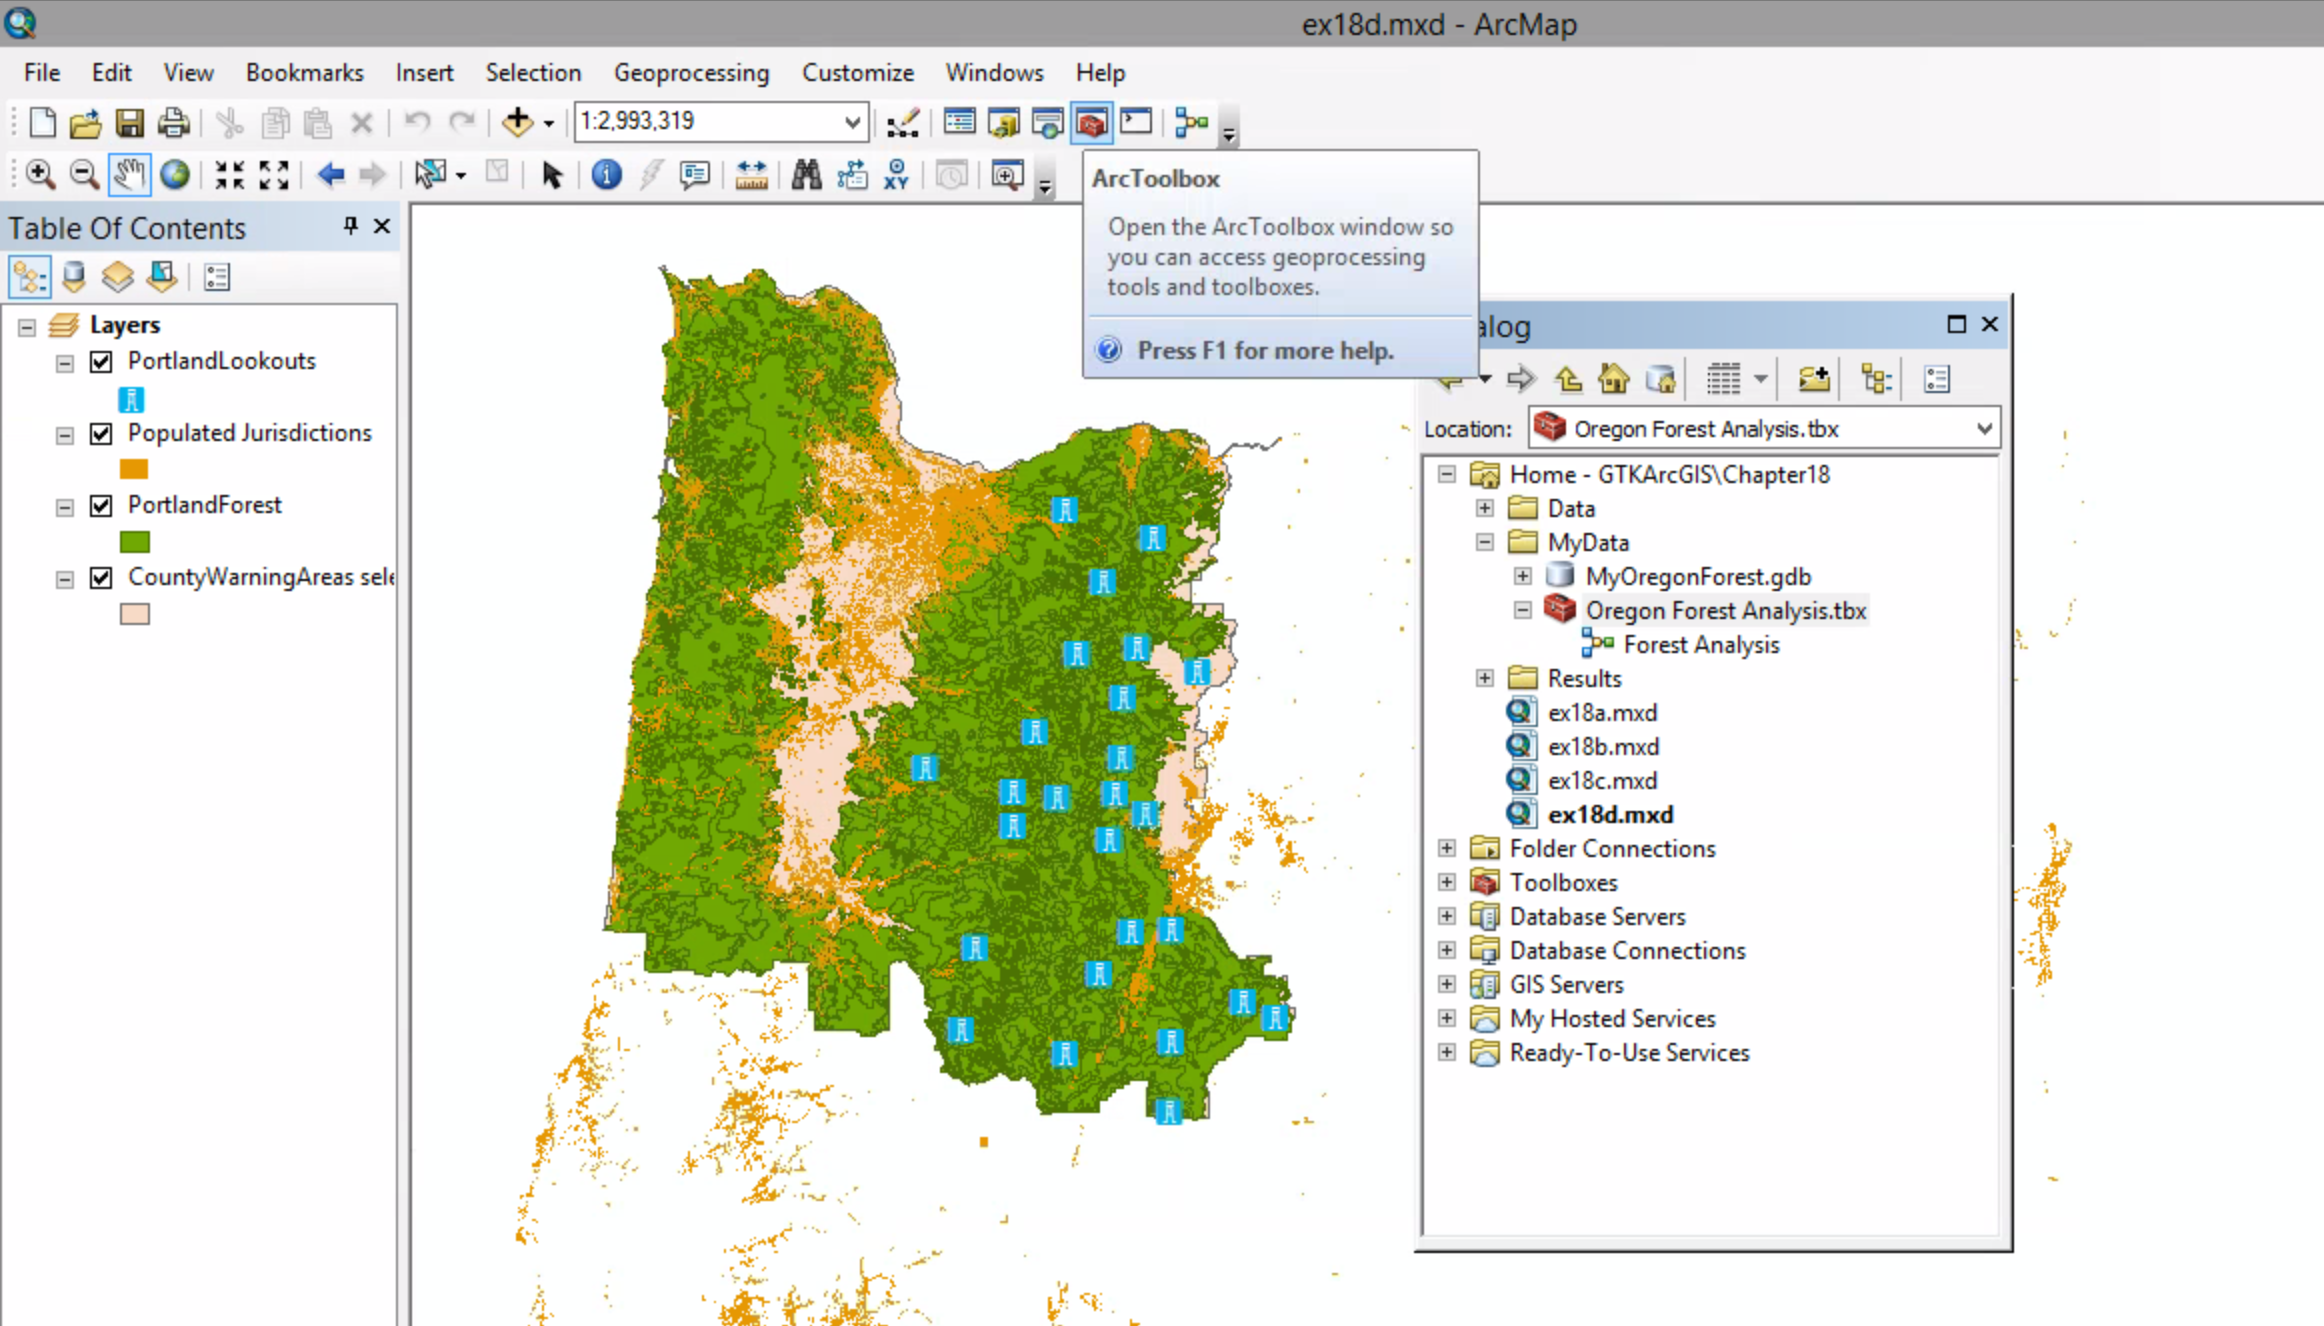 ex18d.mxd - ArcMap
File Edit View Bookmarks Insert Selection Geoprocessing Customize Windows Help
1:2,993,319
XY
Table Of Contents
Layers
PortlandLookouts
Populated Jurisdictions
PortlandForest
CountyWarningAreas sele
ArcToolbox
Open the ArcToolbox window so
you can access geoprocessing
tools and toolboxes.
Press F1 for more help.
alog
Location: Oregon Forest Analysis.tbx
Home - GTKArcGIS\Chapter18
Data
MyData
MyOregonForest.gdb
Oregon Forest Analysis.tbx
Forest Analysis
Results
ex18a.mxd
ex18b.mxd
ex18c.mxd
ex18d.mxd
Folder Connections
Toolboxes
Database Servers
Database Connections
GIS Servers
My Hosted Services
Ready-To-Use Services